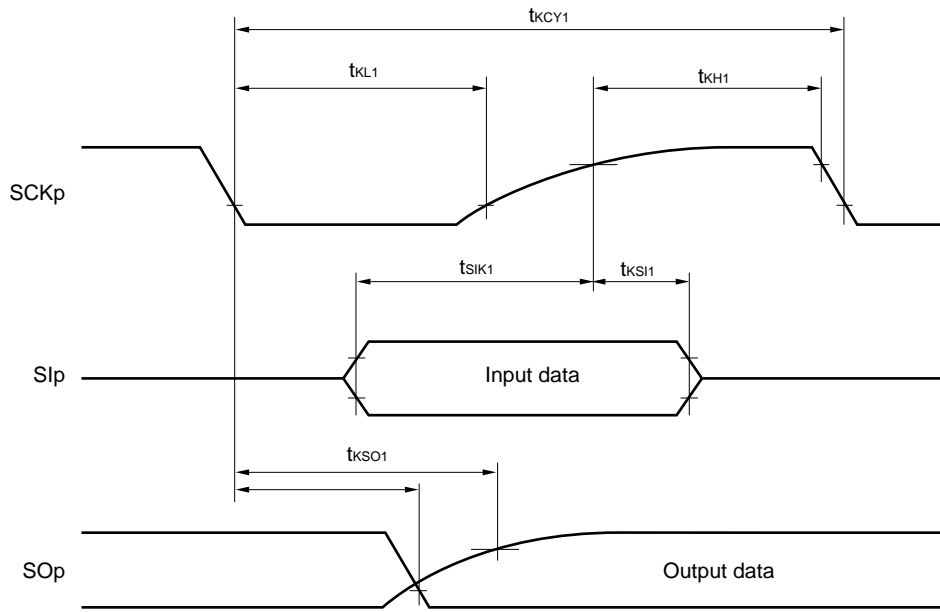 tKCY1
tKL1
tKH1
SCKp
tSIK1
tKSI1
SIp
Input data
tKSO1
SOp
Output data